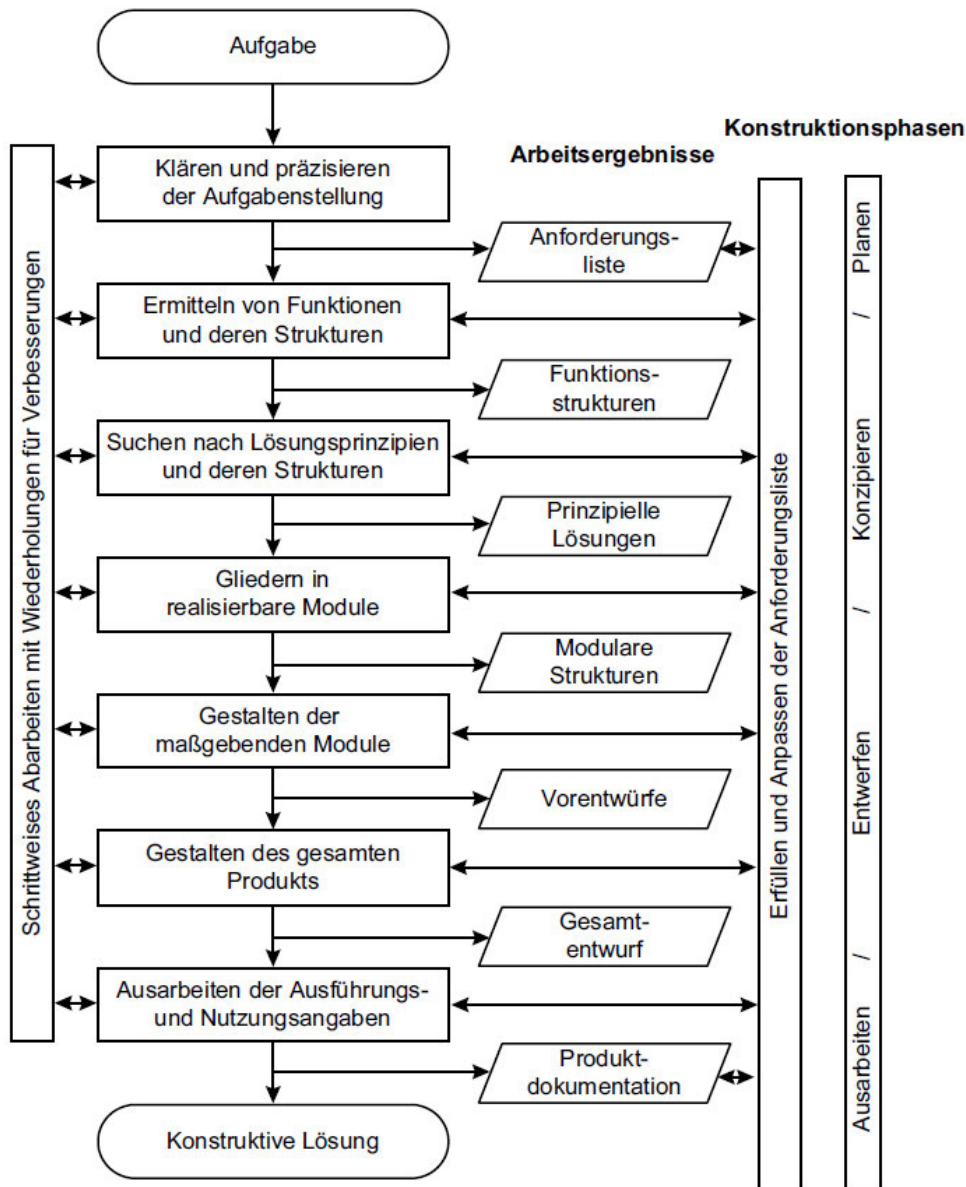 Aufgabe
Konstruktionsphasen
Arbeitsergebnisse
Klären und präzisieren
der Aufgabenstellung
Anforderungs-
liste
Ermitteln von Funktionen
und deren Strukturen
Funktions-
strukturen
Suchen nach Lösungsprinzipien
und deren Strukturen
Prinzipielle
Lösungen
Gliedern in
realisierbare Module
Modulare
Strukturen
Gestalten der
maßgebenden Module
Vorentwürfe
Gestalten des gesamten
Produkts
Gesamt-
entwurf
Ausarbeiten der Ausführungs-
und Nutzungsangaben
Produkt-
dokumentation
Konstruktive Lösung
Schrittweises Abarbeiten mit Wiederholungen für Verbesserungen
Erfüllen und Anpassen der Anforderungsliste
Ausarbeiten / Entwerfen / Konzipieren / Planen